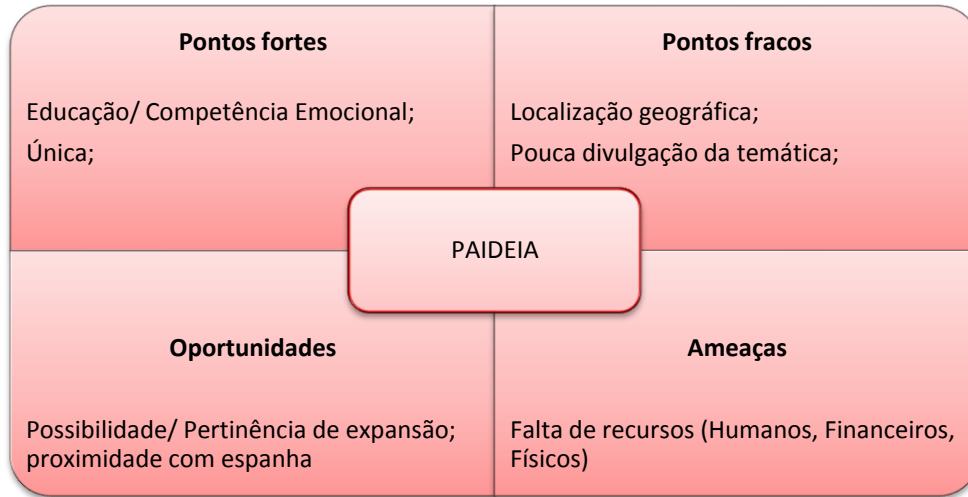 Pontos fortes
Educação/ Competência Emocional;
Única;
Pontos fracos
Localização geográfica;
Pouca divulgação da temática;
PAIDEIA
Oportunidades
Possibilidade/ Pertinência de expansão;
proximidade com espanha
Ameaças
Falta de recursos (Humanos, Financeiros,
Físicos)